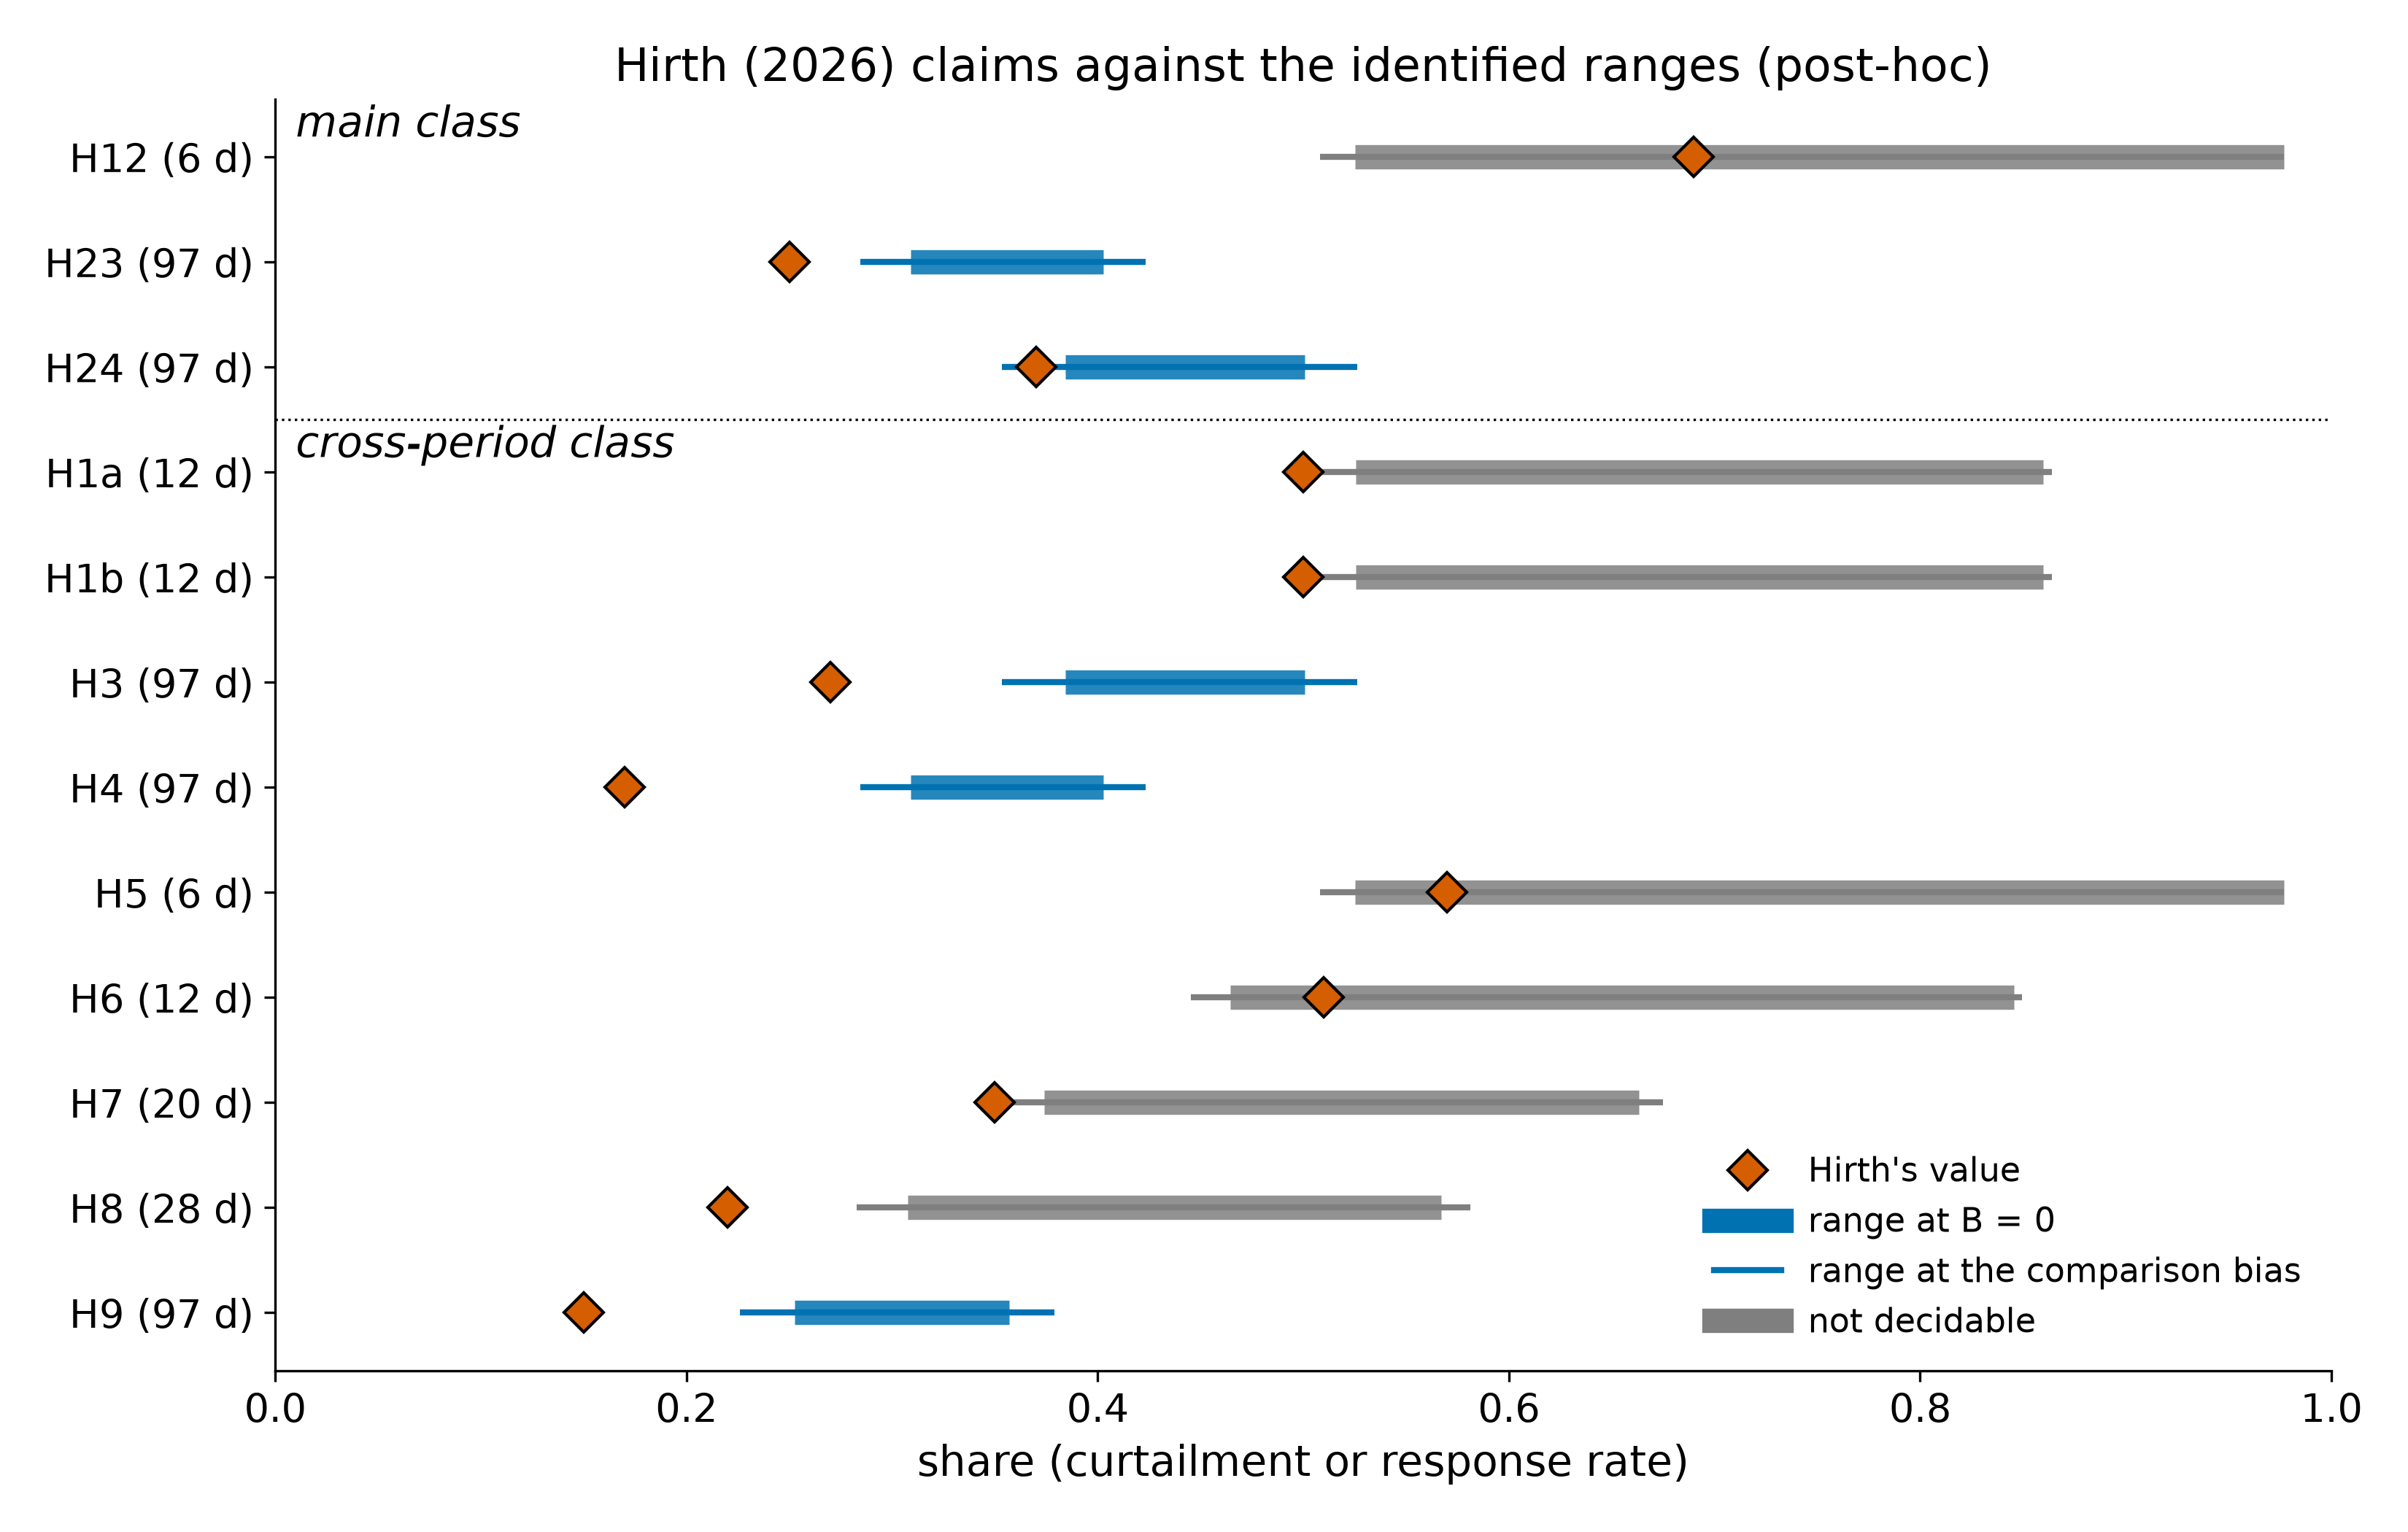 Hirth (2026) claims against the identified ranges (post-hoc)
main class
H12 (6 d)
H23 (97 d)
H24 (97 d)
cross-period class
H1a (12 d)
H1b (12 d)
H3 (97 d)
H4 (97 d)
H5 (6 d)
H6 (12 d)
H7 (20 d)
H8 (28 d)
H9 (97 d)
Hirth's value
range at B = 0
range at the comparison bias
not decidable
0.0 0.2 0.4 0.6 0.8 1.0
share (curtailment or response rate)